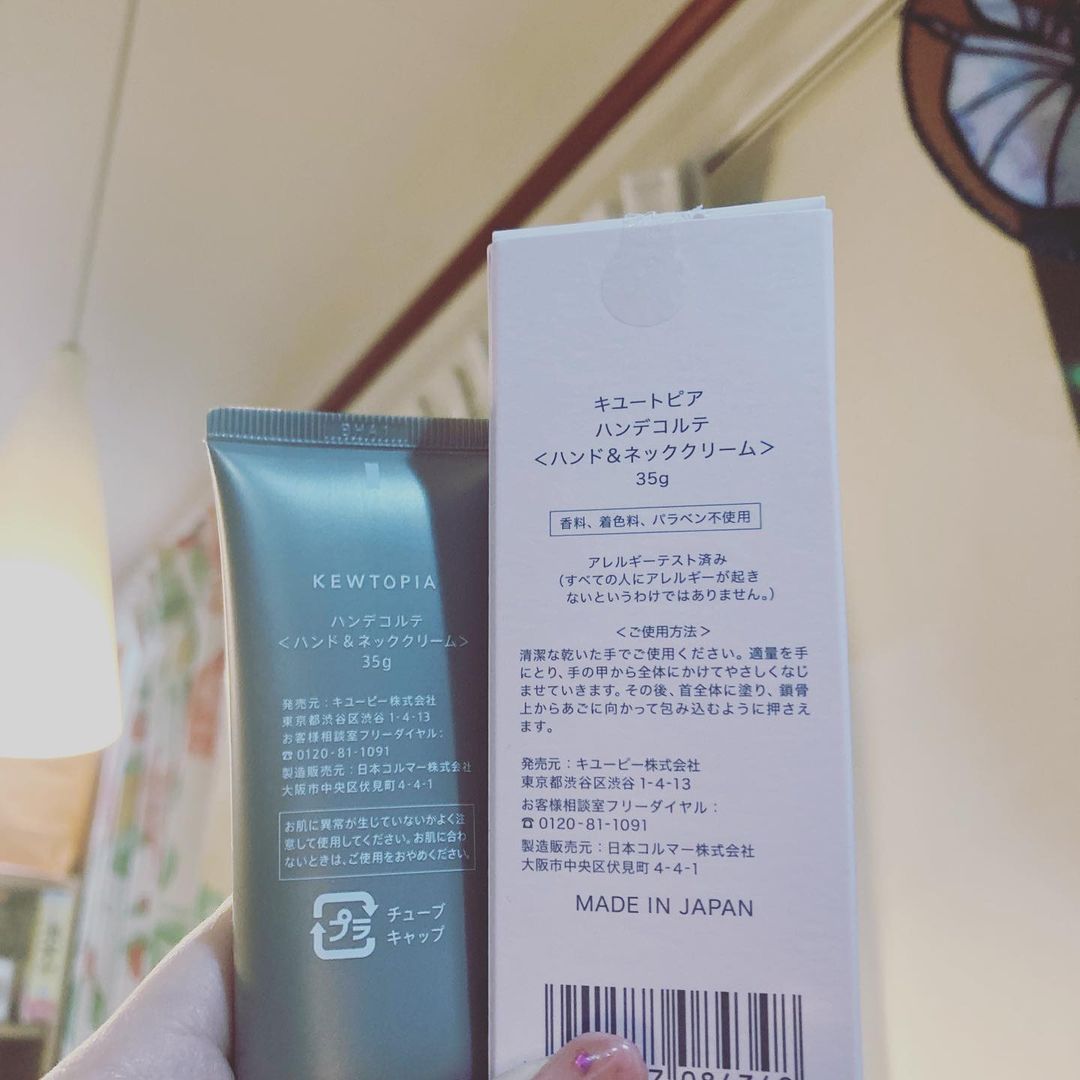 KEWTOPIA
ハンデコルテ
<ハンド&ネッククリーム>
35g
発売元:キユーピー株式会社
東京都渋谷区渋谷1-4-13
お客様相談室フリーダイヤル:
☎0120-81-1091
製造販売元:日本コルマー株式会社
大阪市中央区伏見町4-4-1
お肌に異常が生じていないかよく注
意して使用してください。お肌に合わ
ないときは、ご使用をおやめください。
プラ
チューブ
キャップ
キユートピア
ハンデコルテ
<ハンド&ネッククリーム>
35g
香料、着色料、パラベン不使用
アレルギーテスト済み
(すべての人にアレルギーが起き
ないというわけではありません。)
<ご使用方法>
清潔な乾いた手でご使用ください。適量を手
にとり、手の甲から全体にかけてやさしくなじ
ませていきます。その後、首全体に塗り、鎖骨
上からあごに向かって包み込むように押さえ
ます。
発売元:キユーピー株式会社
東京都渋谷区渋谷1-4-13
お客様相談室フリーダイヤル:
☎0120-81-1091
製造販売元:日本コルマー株式会社
大阪市中央区伏見町4-4-1
MADE IN JAPAN